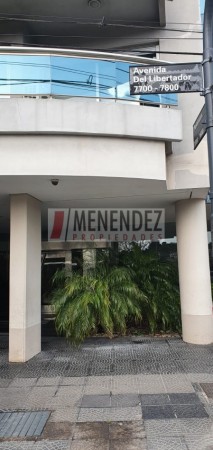 Avenida
Del Libertador
7700 - 7800
MENENDEZ
PROPIEDADES